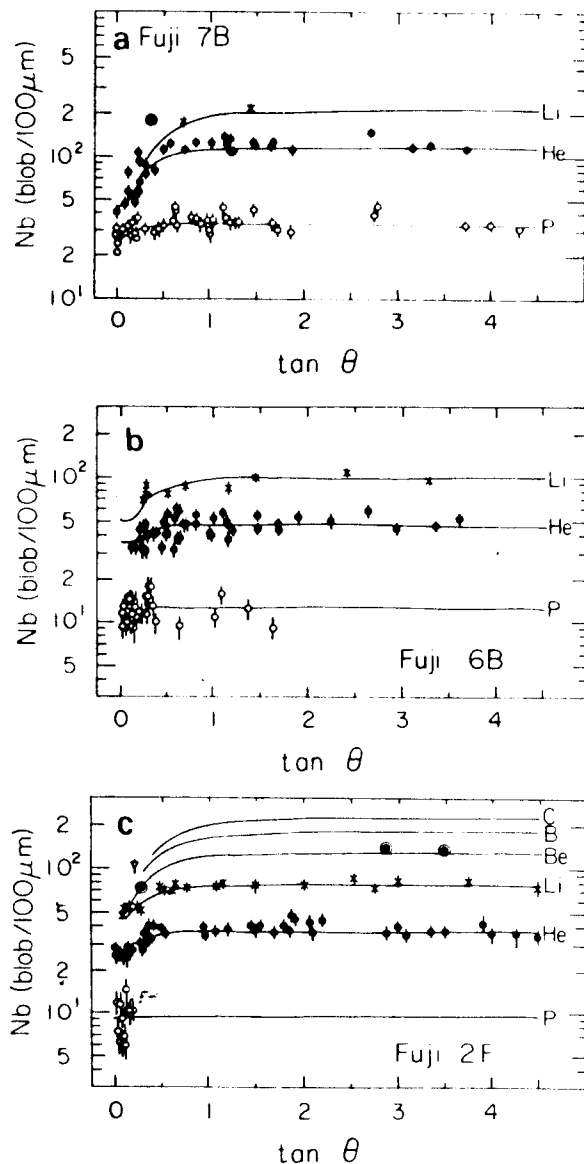 a Fuji 7B
2
10²
5
2
10¹
Nb (blob/100μm)
Li
He
P
0 1 2 3 4
tan θ
b
2
10²
5
2
10¹
5
Nb (blob/100μm)
Li
He
P
Fuji 6B
0 1 2 3 4
tan θ
c
2
10²
5
2
10¹
5
Nb (blob/100μm)
C
B
Be
Li
He
P
Fuji 2F
0 1 2 3 4
tan θ